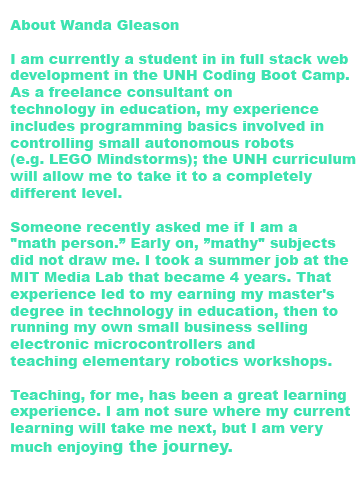 About Wanda Gleason
I am currently a student in in full stack web
development in the UNH Coding Boot Camp.
As a freelance consultant on
technology in education, my experience
includes programming basics involved in
controlling small autonomous robots
(e.g. LEGO Mindstorms); the UNH curriculum
will allow me to take it to a completely
different level.
Someone recently asked me if I am a
"math person.” Early on, ”mathy" subjects
did not draw me. I took a summer job at the
MIT Media Lab that became 4 years. That
experience led to my earning my master's
degree in technology in education, then to
running my own small business selling
electronic microcontrollers and
teaching elementary robotics workshops.
Teaching, for me, has been a great learning
experience. I am not sure where my current
learning will take me next, but I am very
much enjoying the journey.